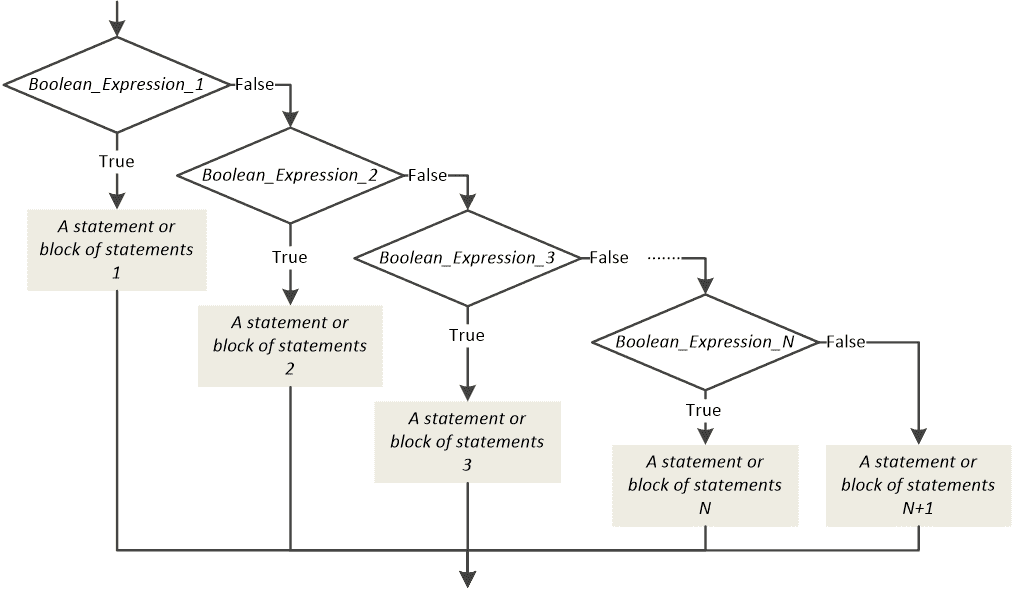 Boolean_Expression_1
False
True
Boolean_Expression_2
False
A statement or
block of statements
1
True
Boolean_Expression_3
False
.......
A statement or
block of statements
2
True
Boolean_Expression_N
False
A statement or
block of statements
3
True
A statement or
block of statements
N
A statement or
block of statements
N+1